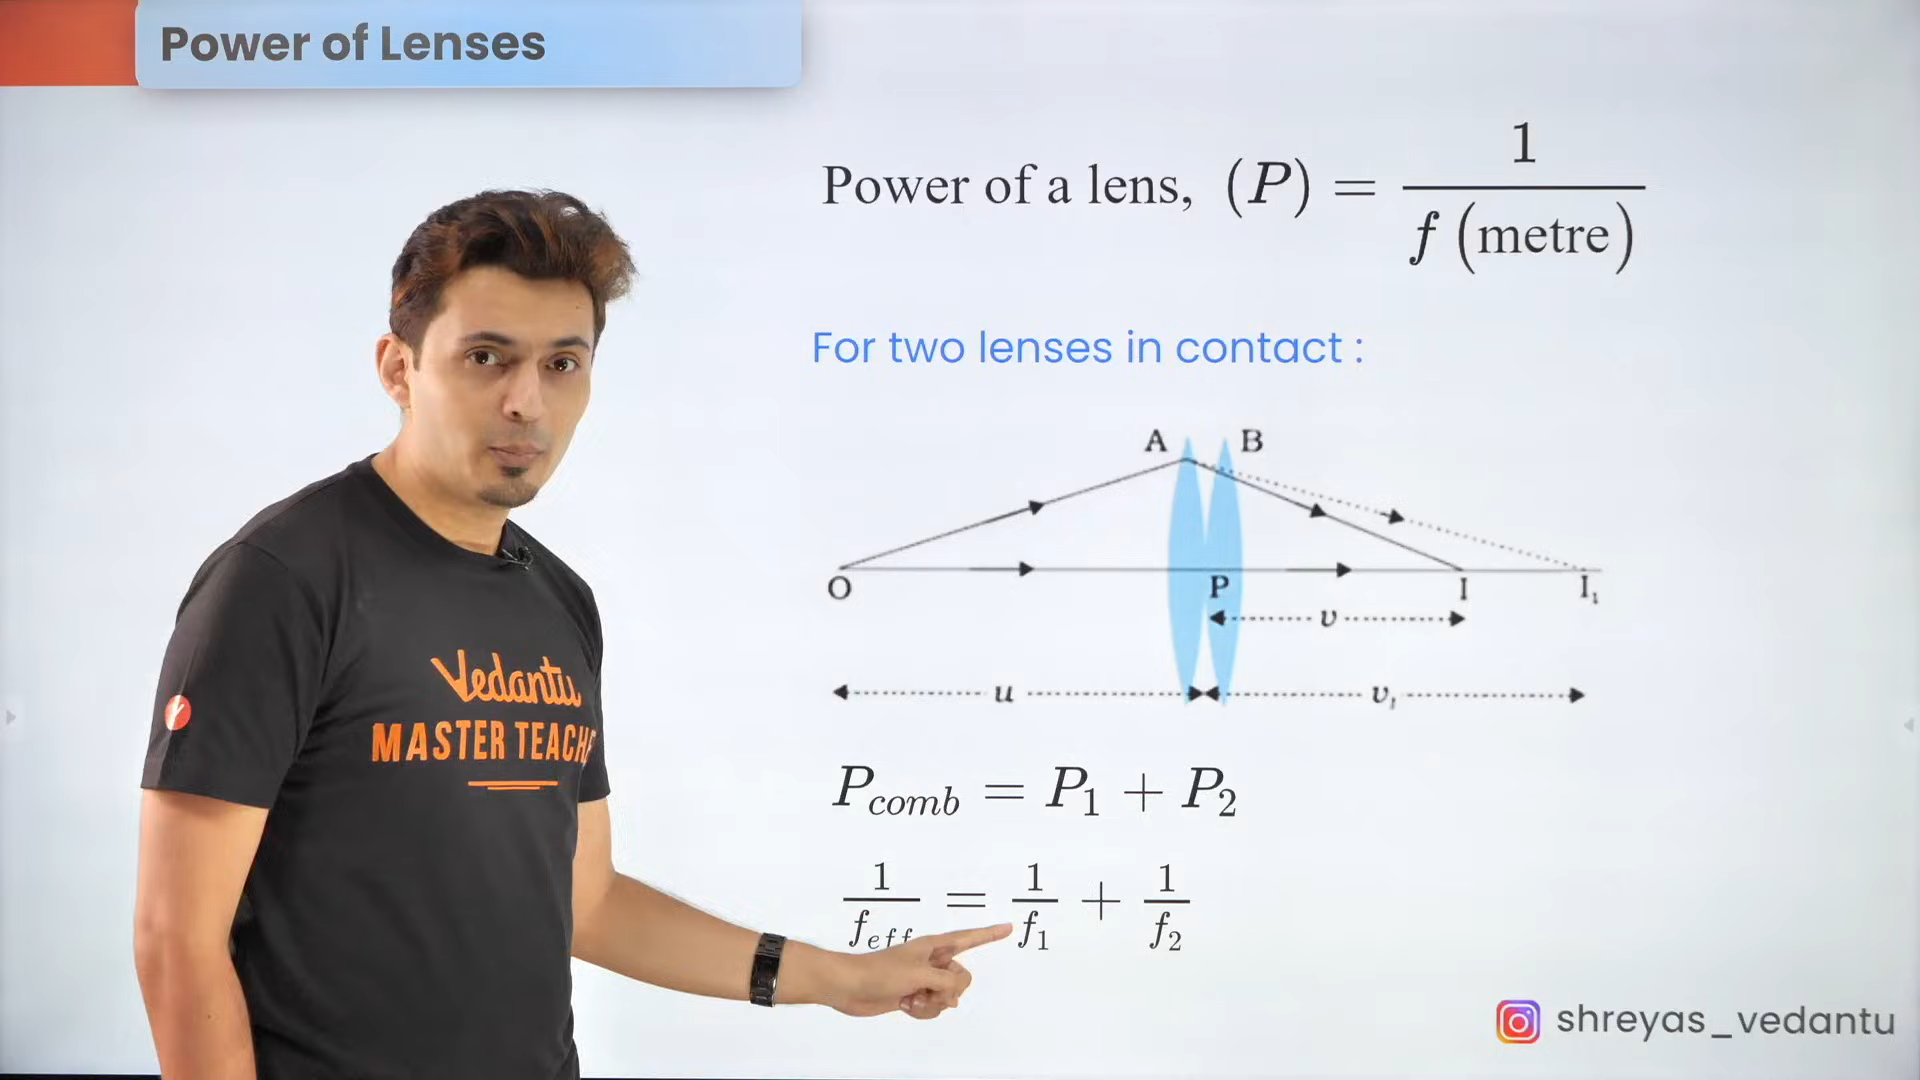 Power of Lenses
Power of a lens, (P) = 1 / f (metre)
For two lenses in contact :
A B
O P I I₁
v
u v₁
P_comb = P₁ + P₂
1/f_eff = 1/f₁ + 1/f₂
Vedantu
MASTER TEACHE
shreyas_vedantu